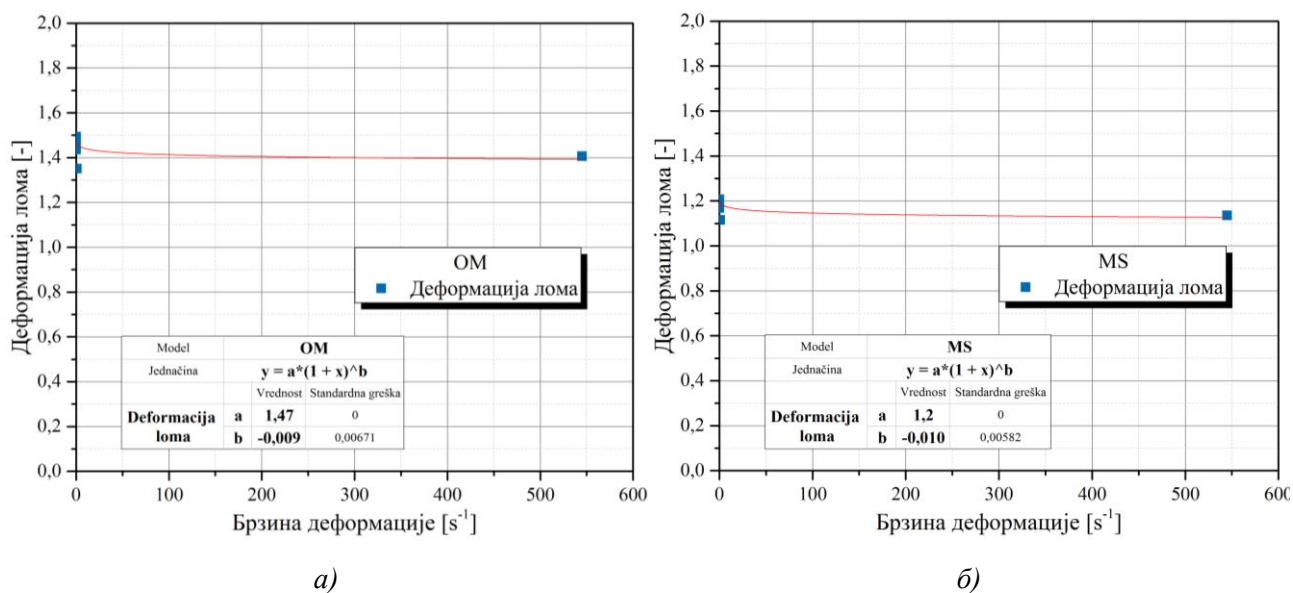 2,0
1,8
1,6
1,4
1,2
1,0
0,8
0,6
0,4
0,2
0,0
Деформација лома [-]
OM
Деформација лома
Model OM
Jednačina y = a*(1 + x)^b
Vrednost Standardna greška
Deformacija loma a 1,47 0
b -0,009 0,00671
0 100 200 300 400 500 600
Брзина деформације [s⁻¹]
а)
2,0
1,8
1,6
1,4
1,2
1,0
0,8
0,6
0,4
0,2
0,0
Деформација лома [-]
MS
Деформација лома
Model MS
Jednačina y = a*(1 + x)^b
Vrednost Standardna greška
Deformacija loma a 1,2 0
b -0,010 0,00582
0 100 200 300 400 500 600
Брзина деформације [s⁻¹]
б)